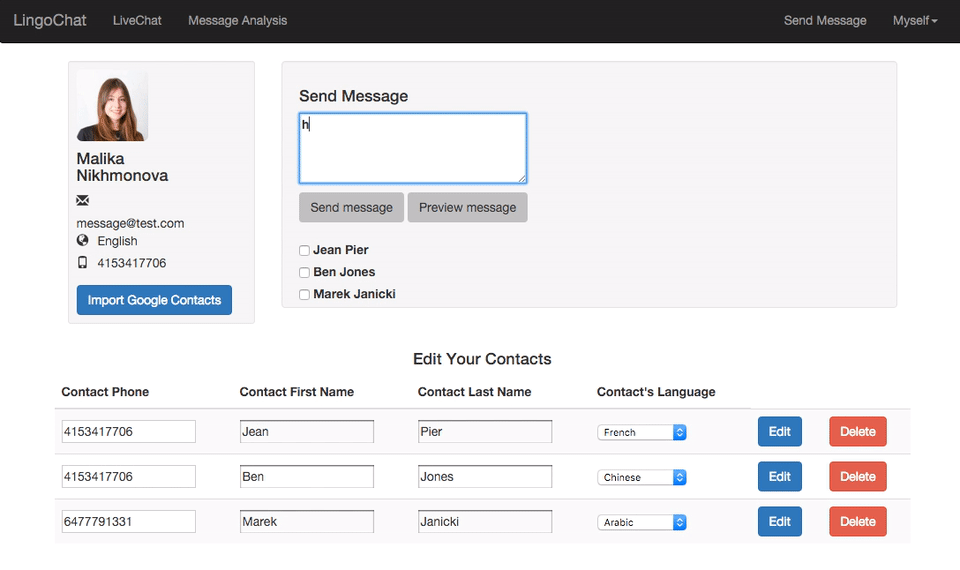 LingoChat LiveChat Message Analysis Send Message Myself
Malika
Nikhmonova
message@test.com
English
4153417706
Import Google Contacts
Send Message
h
Send message Preview message
Jean Pier
Ben Jones
Marek Janicki
Edit Your Contacts
Contact Phone Contact First Name Contact Last Name Contact's Language
4153417706 Jean Pier French Edit Delete
4153417706 Ben Jones Chinese Edit Delete
6477791331 Marek Janicki Arabic Edit Delete